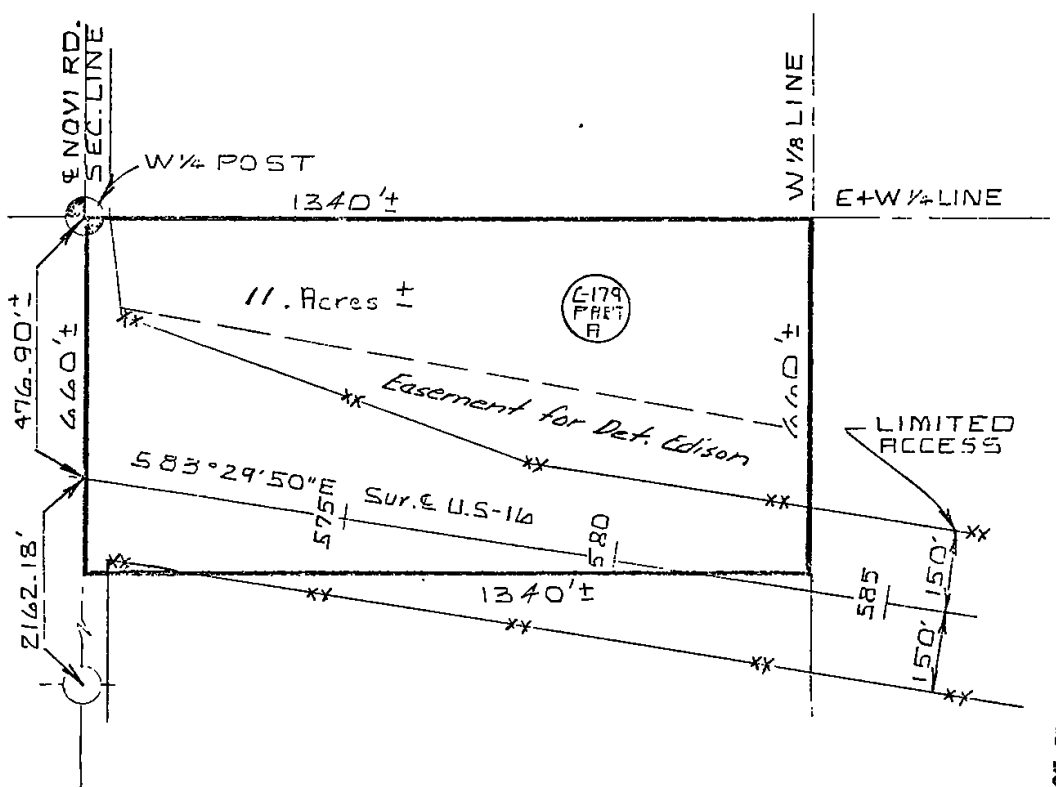 ℄ NOVI RD.
SEC. LINE
W 1/4 POST
1340'±
W 1/8 LINE
E+W 1/4 LINE
11. Acres ±
C-179
PART
A
476.90'±
660'±
660'±
Easement for Det. Edison
LIMITED
ACCESS
S83°29'50"E
Sur. ℄ U.S-16
575
580
585
150'
150'
1340'±
2162.18'